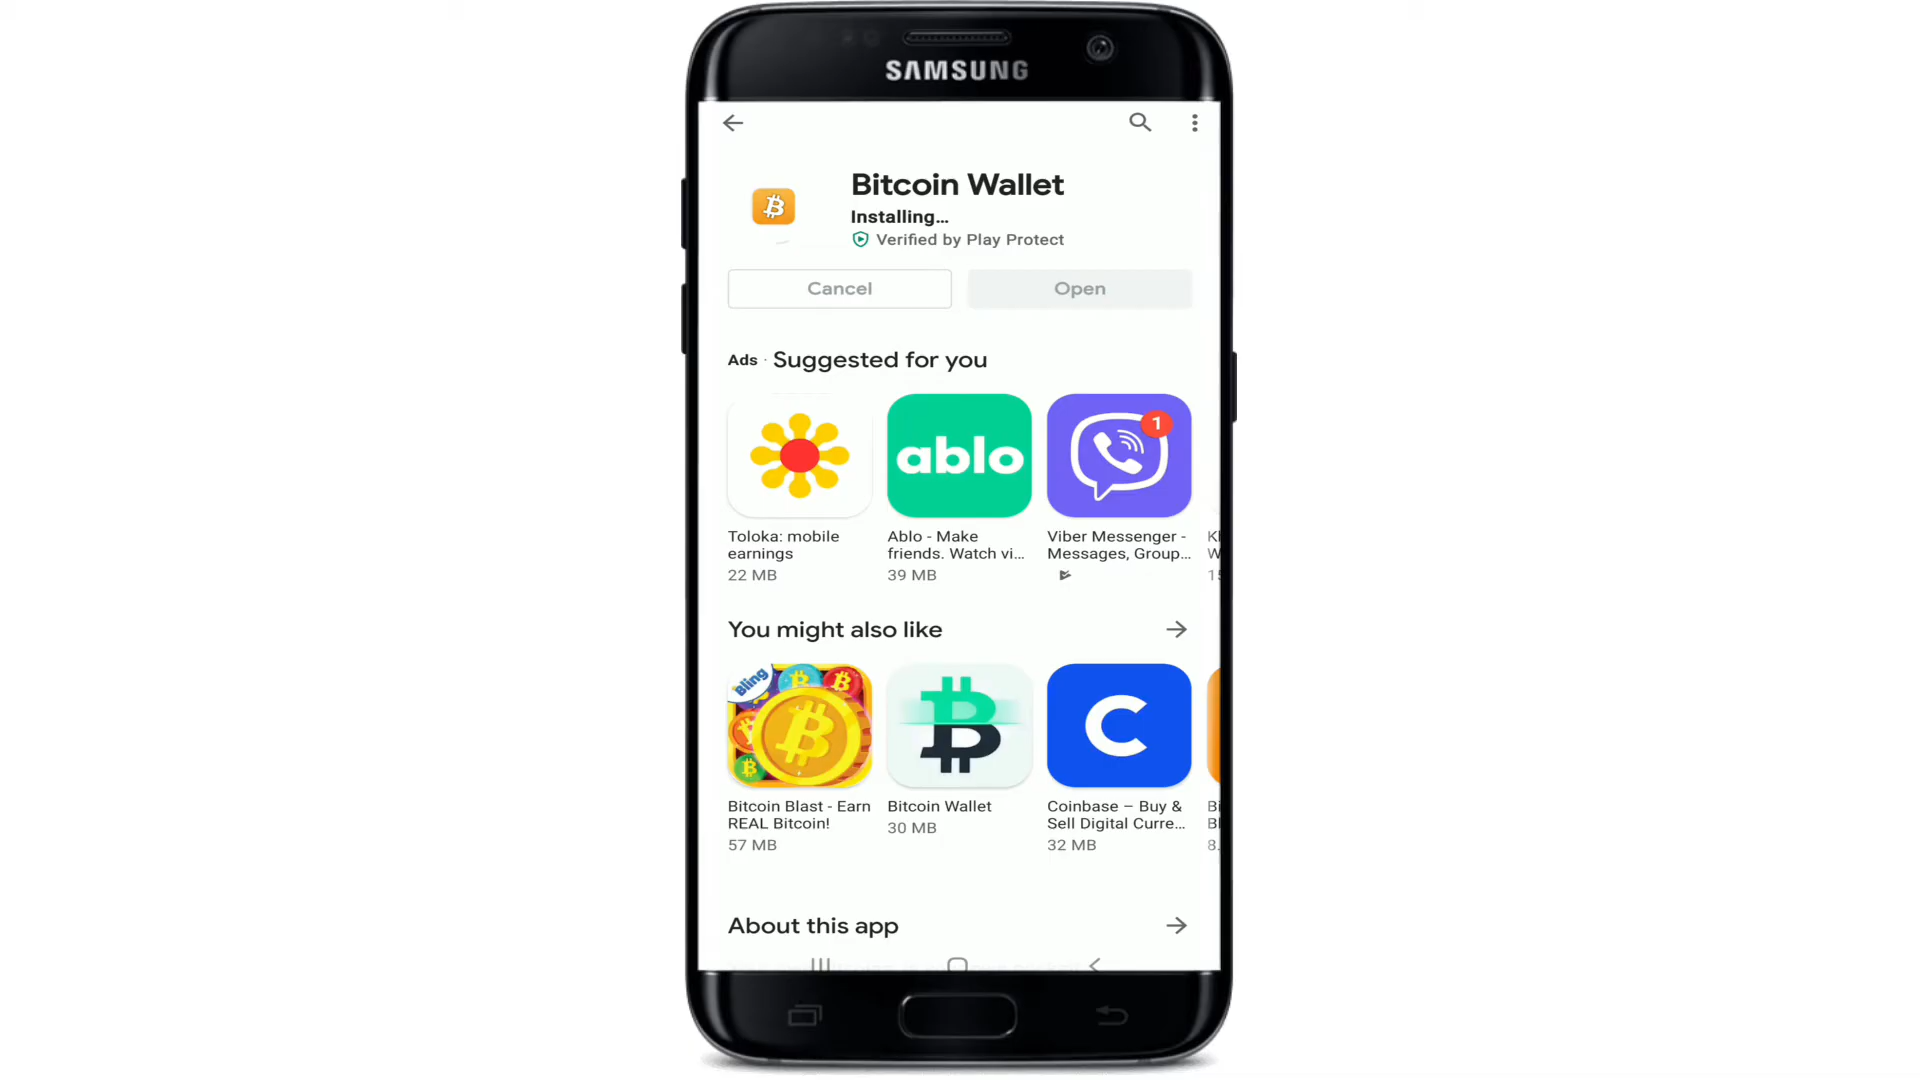 SAMSUNG
Bitcoin Wallet
Installing...
Verified by Play Protect
Cancel
Open
Ads · Suggested for you
ablo
1
Toloka: mobile
earnings
22 MB
Ablo - Make
friends. Watch vi...
39 MB
Viber Messenger -
Messages, Group...
You might also like
Bling
Bitcoin Blast - Earn
REAL Bitcoin!
57 MB
Bitcoin Wallet
30 MB
Coinbase – Buy &
Sell Digital Curre...
32 MB
Bi
Bl
8.
About this app